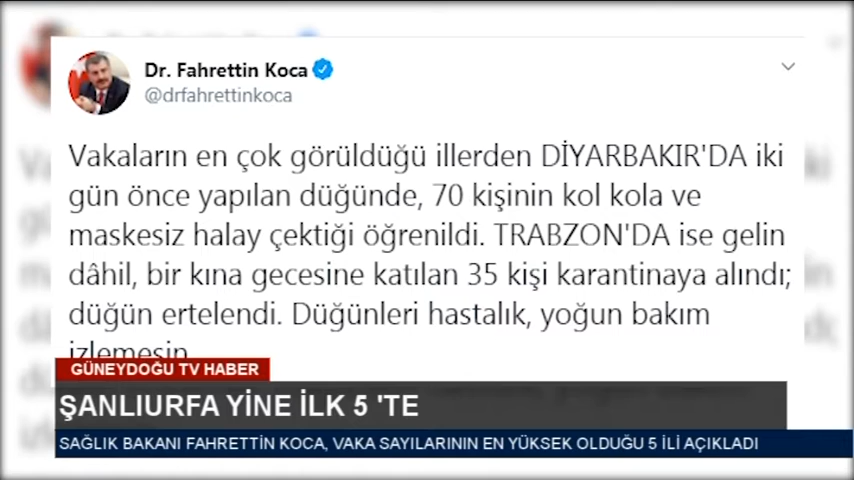 Dr. Fahrettin Koca
@drfahrettinkoca
Vakaların en çok görüldüğü illerden DİYARBAKIR'DA iki
gün önce yapılan düğünde, 70 kişinin kol kola ve
maskesiz halay çektiği öğrenildi. TRABZON'DA ise gelin
dâhil, bir kına gecesine katılan 35 kişi karantinaya alındı;
düğün ertelendi. Düğünleri hastalık, yoğun bakım
izlemesin.
GÜNEYDOĞU TV HABER
ŞANLIURFA YİNE İLK 5 'TE
SAĞLIK BAKANI FAHRETTİN KOCA, VAKA SAYILARININ EN YÜKSEK OLDUĞU 5 İLİ AÇIKLADI